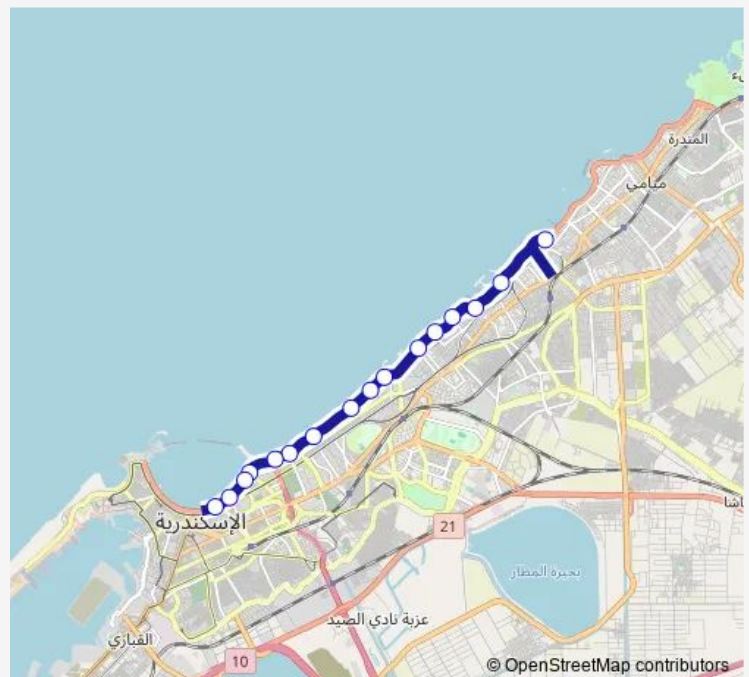 المندرة
ميامي
الإسكندرية
21
بحيرة المطار
عزبة نادي الصيد
القباري
10
© OpenStreetMap contributors